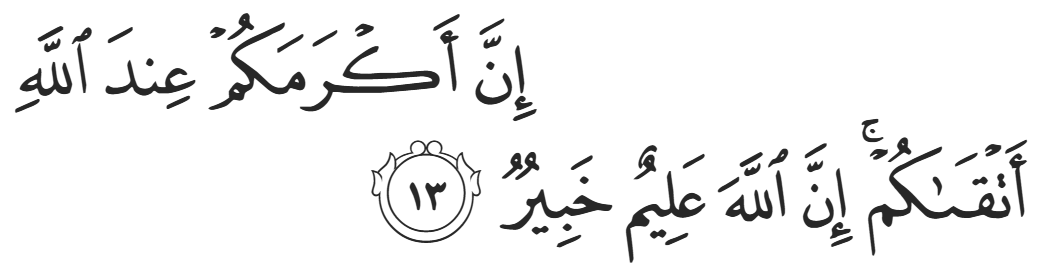 إِنَّ أَكْرَمَكُمْ عِندَ ٱللَّهِ
أَتْقَىٰكُمْ ۚ إِنَّ ٱللَّهَ عَلِيمٌ خَبِيرٌ ١٣